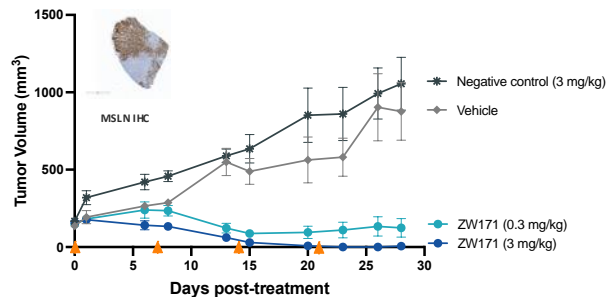 1500
1000
500
0
Tumor Volume (mm³)
MSLN IHC
Negative control (3 mg/kg)
Vehicle
ZW171 (0.3 mg/kg)
ZW171 (3 mg/kg)
0 5 10 15 20 25 30
Days post-treatment